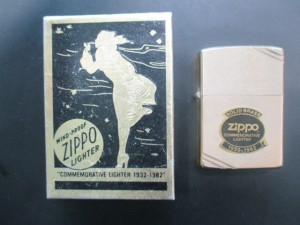 WIND-PROOF
ZIPPO
LIGHTER
"COMMEMORATIVE LIGHTER 1932-1982"
SOLID BRASS
Zippo
COMMEMORATIVE
LIGHTER
1932-1982